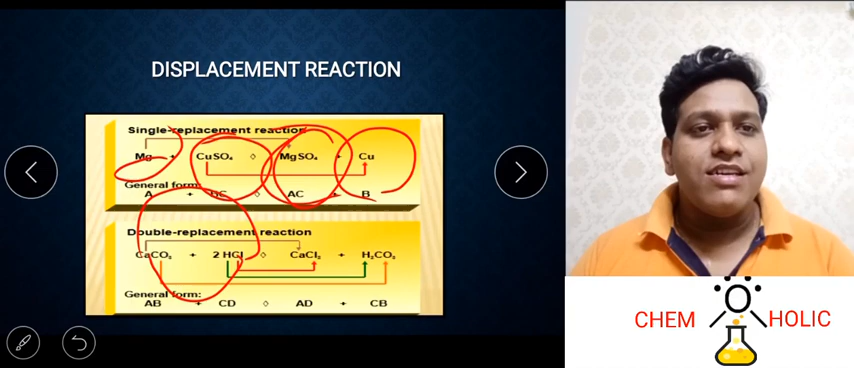 DISPLACEMENT REACTION
Single-replacement reaction
Mg + CuSO₄ ◊ MgSO₄ + Cu
General form:
A + BC ◊ AC + B
Double-replacement reaction
CaCO₃ + 2 HCl ◊ CaCl₂ + H₂CO₃
General form:
AB + CD ◊ AD + CB
CHEM HOLIC